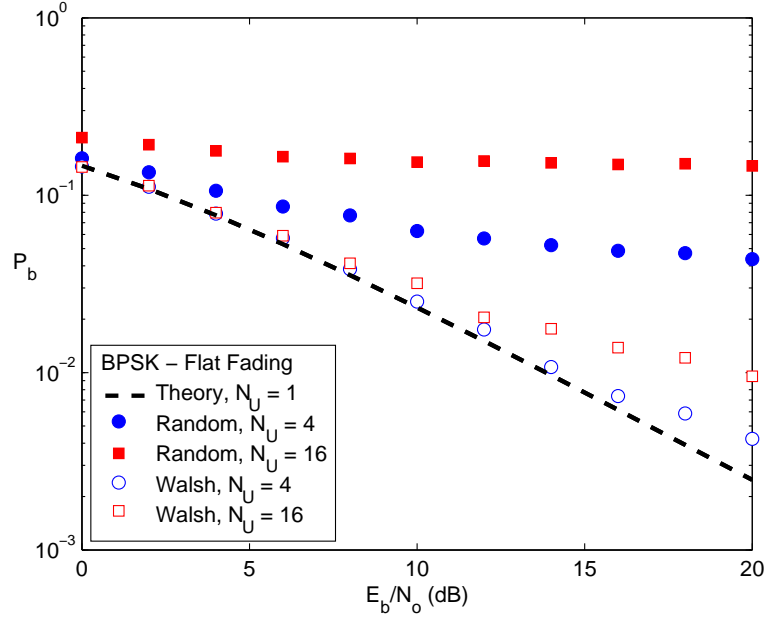 10^0
10^−1
P_b
10^−2
10^−3
BPSK − Flat Fading
Theory, N_U = 1
Random, N_U = 4
Random, N_U = 16
Walsh, N_U = 4
Walsh, N_U = 16
0 5 10 15 20
E_b/N_o (dB)